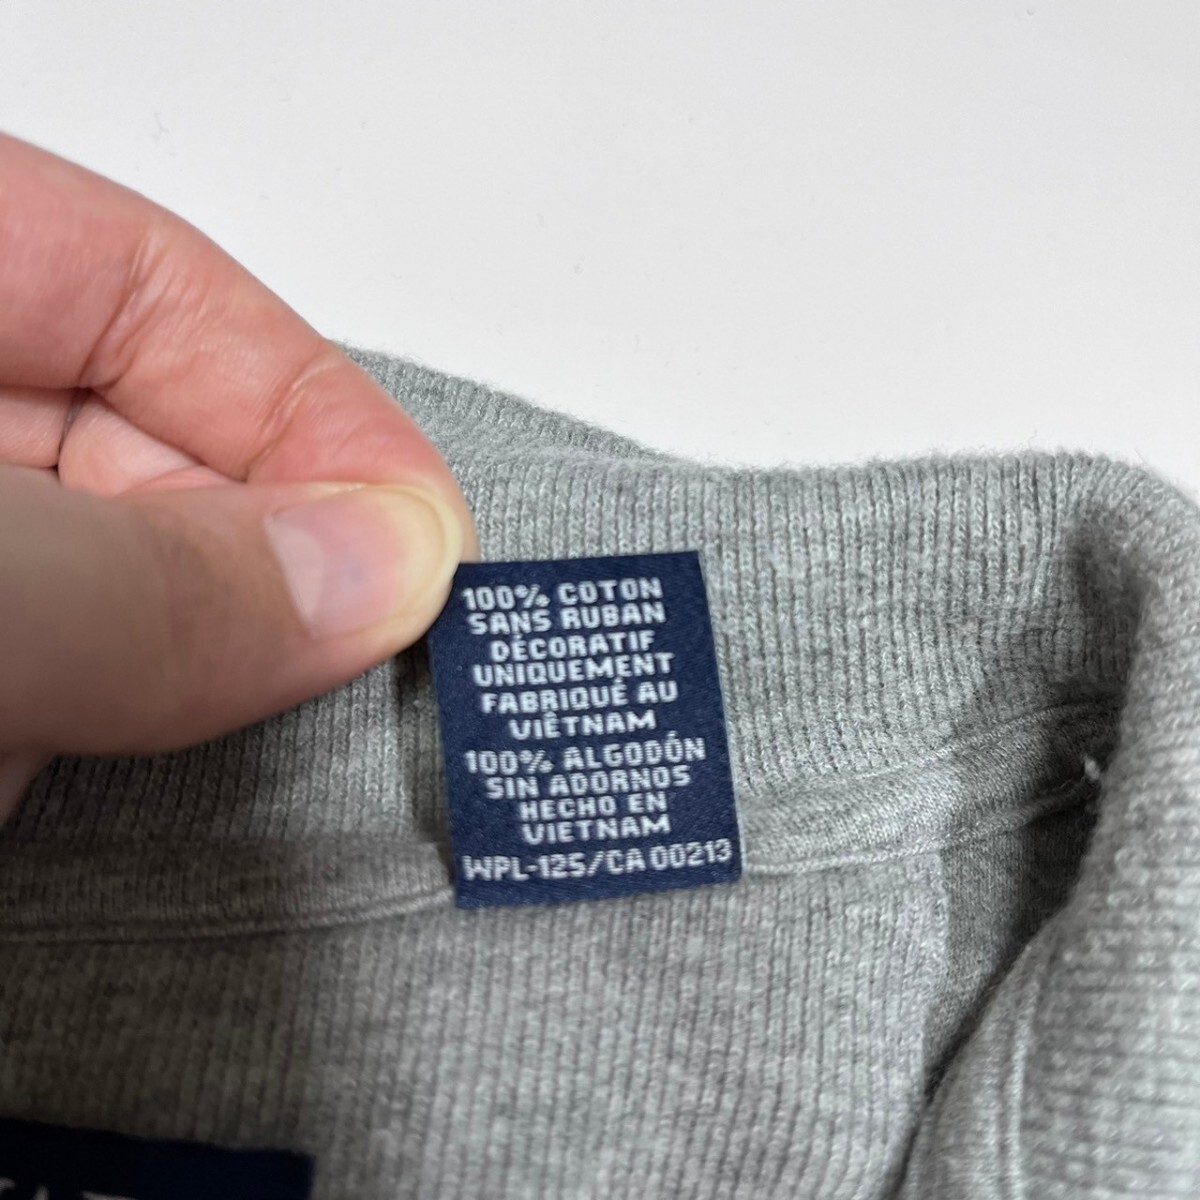 100% COTON
SANS RUBAN
DÉCORATIF
UNIQUEMENT
FABRIQUÉ AU
VIÊTNAM
100% ALGODÓN
SIN ADORNOS
HECHO EN
VIETNAM
WPL-125/CA 00213